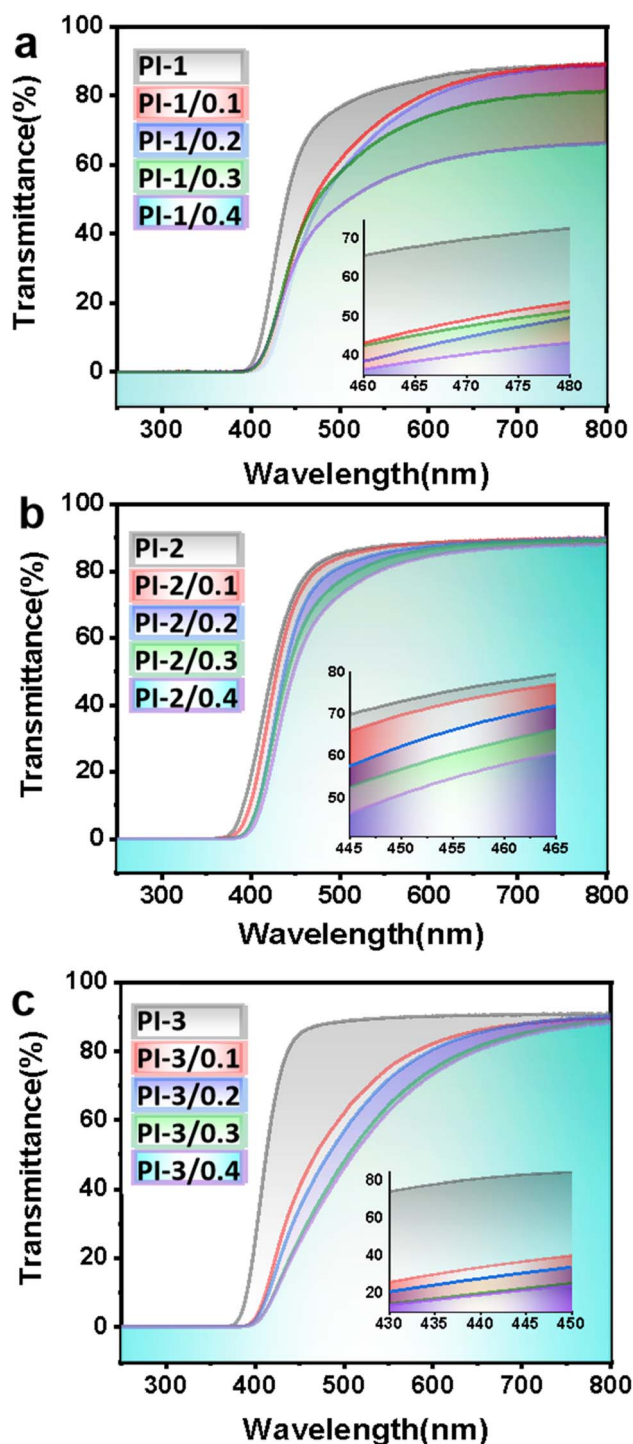 a
Transmittance(%)
100
80
60
40
20
0
PI-1
PI-1/0.1
PI-1/0.2
PI-1/0.3
PI-1/0.4
70
60
50
40
460 465 470 475 480
300 400 500 600 700 800
Wavelength(nm)
b
Transmittance(%)
100
80
60
40
20
0
PI-2
PI-2/0.1
PI-2/0.2
PI-2/0.3
PI-2/0.4
80
70
60
50
445 450 455 460 465
300 400 500 600 700 800
Wavelength(nm)
c
Transmittance(%)
100
80
60
40
20
0
PI-3
PI-3/0.1
PI-3/0.2
PI-3/0.3
PI-3/0.4
80
60
40
20
430 435 440 445 450
300 400 500 600 700 800
Wavelength(nm)